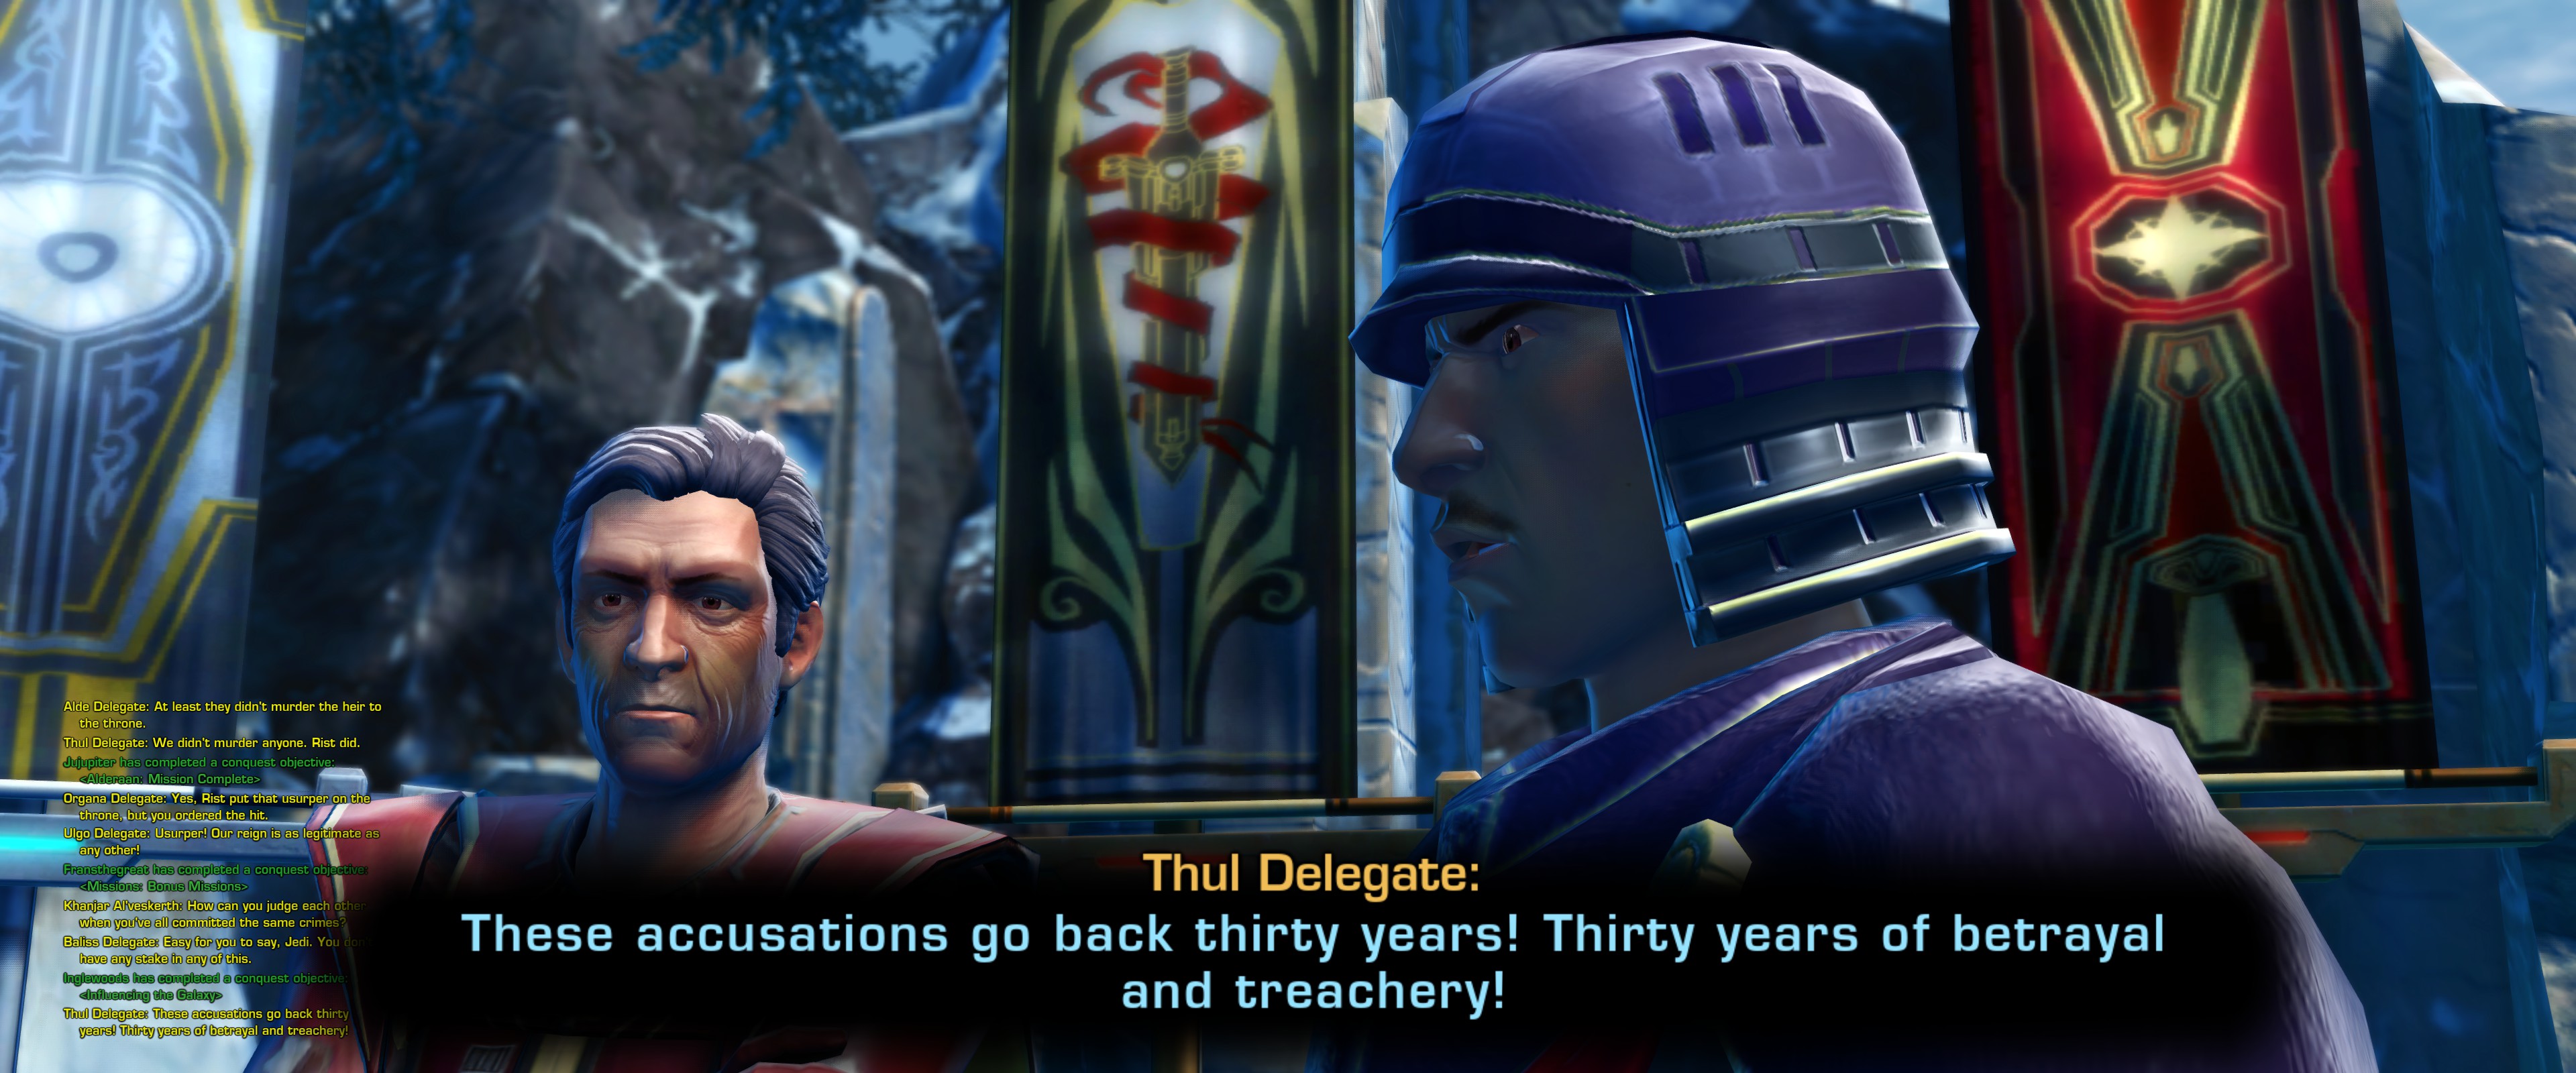 Alde Delegate: At least they didn't murder the heir to
the throne.
Thul Delegate: We didn't murder anyone. Rist did.
Jujupiter has completed a conquest objective:
<Alderaan: Mission Complete>
Organa Delegate: Yes, Rist put that usurper on the
throne, but you ordered the hit.
Ulgo Delegate: Usurper! Our reign is as legitimate as
any other!
Fransthegreat has completed a conquest objective:
<Missions: Bonus Missions>
Khanjar Al'veskerth: How can you judge each other
when you've all committed the same crimes?
Baliss Delegate: Easy for you to say, Jedi. You don't
have any stake in any of this.
Inglewoods has completed a conquest objective:
<Influencing the Galaxy>
Thul Delegate: These accusations go back thirty
years! Thirty years of betrayal and treachery!
Thul Delegate:
These accusations go back thirty years! Thirty years of betrayal
and treachery!